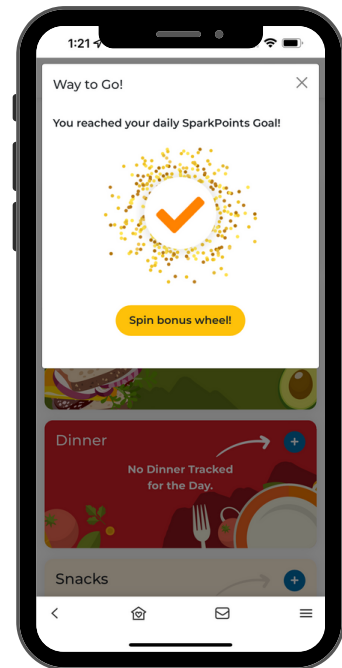 1:21
Way to Go!
You reached your daily SparkPoints Goal!
Spin bonus wheel!
Dinner
No Dinner Tracked
for the Day.
Snacks